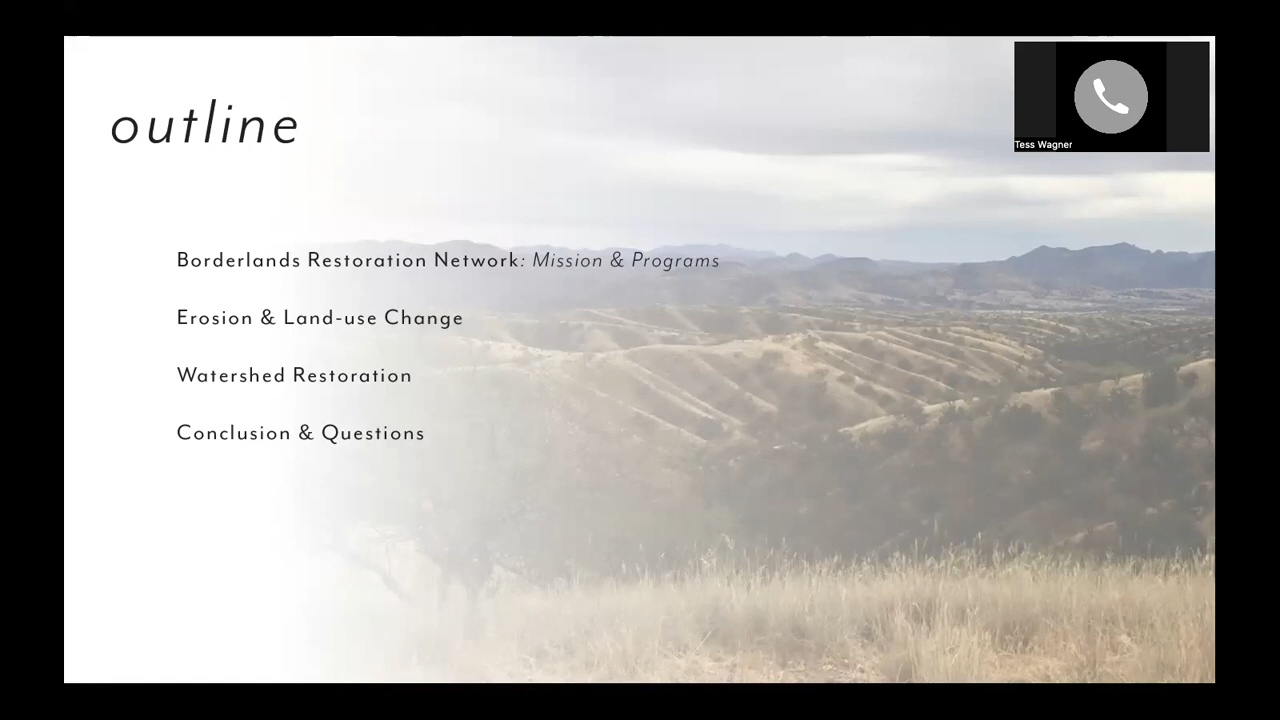 outline
Tess Wagner
Borderlands Restoration Network: Mission & Programs
Erosion & Land-use Change
Watershed Restoration
Conclusion & Questions